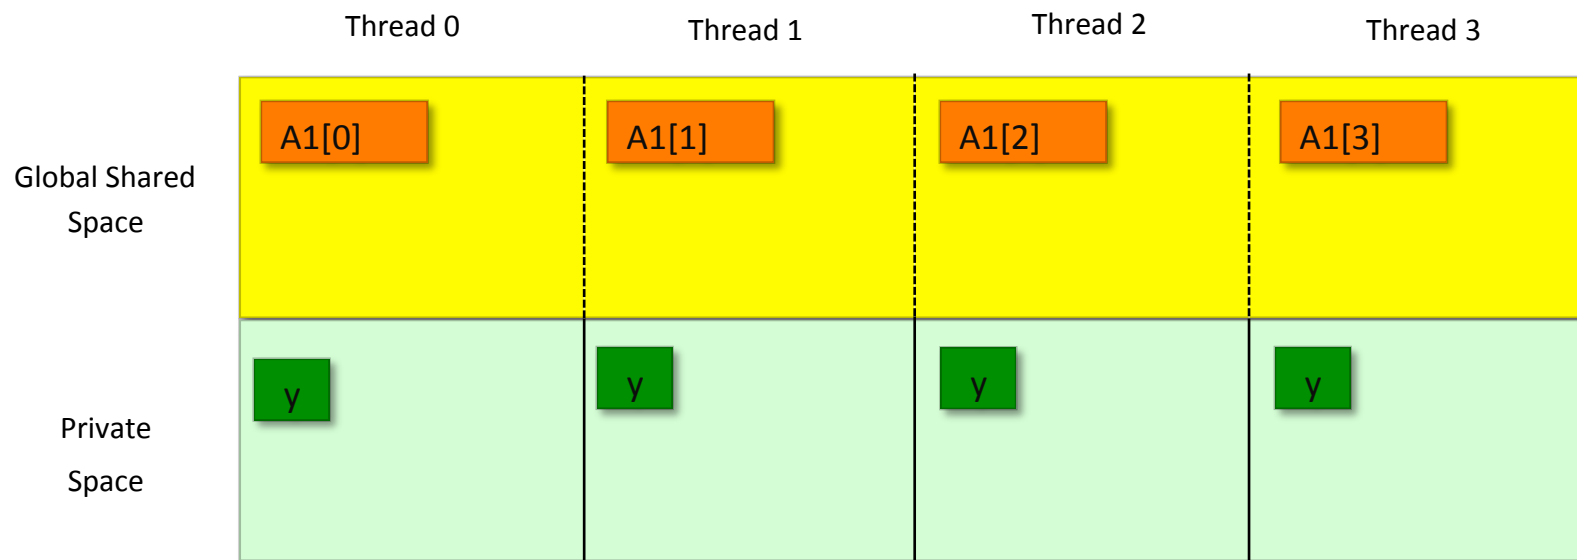 Thread 0
Thread 1
Thread 2
Thread 3
Global Shared
Space
A1[0]
A1[1]
A1[2]
A1[3]
Private
Space
y
y
y
y